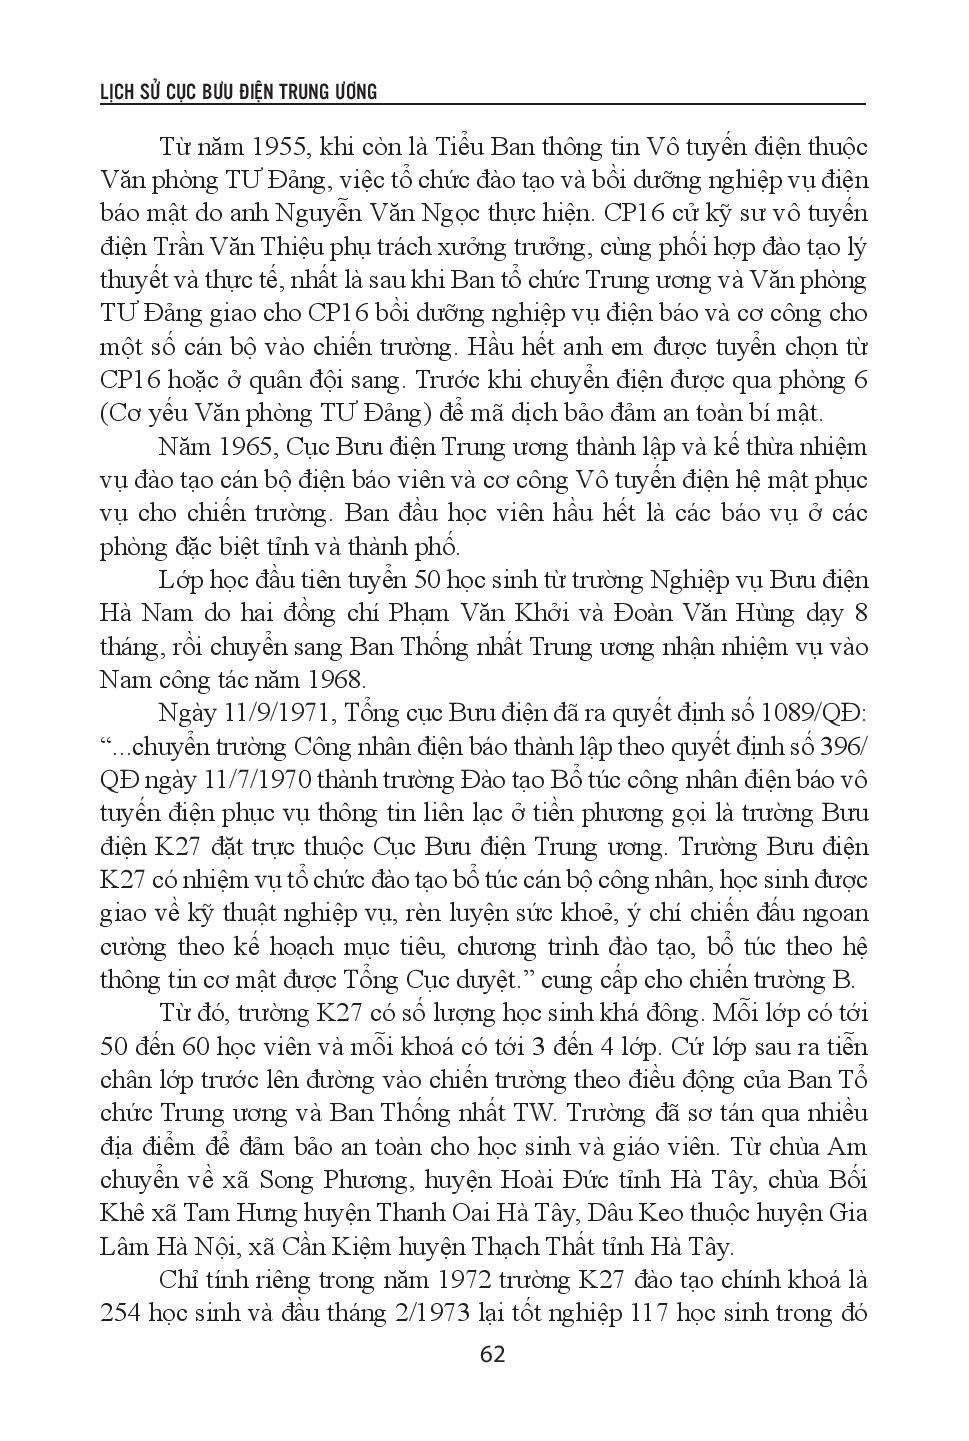 LỊCH SỬ CỤC BƯU ĐIỆN TRUNG ƯƠNG
Từ năm 1955, khi còn là Tiểu Ban thông tin Vô tuyến điện thuộc
Văn phòng TƯ Đảng, việc tổ chức đào tạo và bồi dưỡng nghiệp vụ điện
báo mật do anh Nguyễn Văn Ngọc thực hiện. CP16 cử kỹ sư vô tuyến
điện Trần Văn Thiệu phụ trách xưởng trưởng, cùng phối hợp đào tạo lý
thuyết và thực tế, nhất là sau khi Ban tổ chức Trung ương và Văn phòng
TƯ Đảng giao cho CP16 bồi dưỡng nghiệp vụ điện báo và cơ công cho
một số cán bộ vào chiến trường. Hầu hết anh em được tuyển chọn từ
CP16 hoặc ở quân đội sang. Trước khi chuyển điện được qua phòng 6
(Cơ yếu Văn phòng TƯ Đảng) để mã dịch bảo đảm an toàn bí mật.
Năm 1965, Cục Bưu điện Trung ương thành lập và kế thừa nhiệm
vụ đào tạo cán bộ điện báo viên và cơ công Vô tuyến điện hệ mật phục
vụ cho chiến trường. Ban đầu học viên hầu hết là các báo vụ ở các
phòng đặc biệt tỉnh và thành phố.
Lớp học đầu tiên tuyển 50 học sinh từ trường Nghiệp vụ Bưu điện
Hà Nam do hai đồng chí Phạm Văn Khởi và Đoàn Văn Hùng dạy 8
tháng, rồi chuyển sang Ban Thống nhất Trung ương nhận nhiệm vụ vào
Nam công tác năm 1968.
Ngày 11/9/1971, Tổng cục Bưu điện đã ra quyết định số 1089/QĐ:
“...chuyển trường Công nhân điện báo thành lập theo quyết định số 396/
QĐ ngày 11/7/1970 thành trường Đào tạo Bổ túc công nhân điện báo vô
tuyến điện phục vụ thông tin liên lạc ở tiền phương gọi là trường Bưu
điện K27 đặt trực thuộc Cục Bưu điện Trung ương. Trường Bưu điện
K27 có nhiệm vụ tổ chức đào tạo bổ túc cán bộ công nhân, học sinh được
giao về kỹ thuật nghiệp vụ, rèn luyện sức khoẻ, ý chí chiến đấu ngoan
cường theo kế hoạch mục tiêu, chương trình đào tạo, bổ túc theo hệ
thông tin cơ mật được Tổng Cục duyệt.” cung cấp cho chiến trường B.
Từ đó, trường K27 có số lượng học sinh khá đông. Mỗi lớp có tới
50 đến 60 học viên và mỗi khoá có tới 3 đến 4 lớp. Cứ lớp sau ra tiễn
chân lớp trước lên đường vào chiến trường theo điều động của Ban Tổ
chức Trung ương và Ban Thống nhất TW. Trường đã sơ tán qua nhiều
địa điểm để đảm bảo an toàn cho học sinh và giáo viên. Từ chùa Am
chuyển về xã Song Phương, huyện Hoài Đức tỉnh Hà Tây, chùa Bối
Khê xã Tam Hưng huyện Thanh Oai Hà Tây, Dâu Keo thuộc huyện Gia
Lâm Hà Nội, xã Cần Kiệm huyện Thạch Thất tỉnh Hà Tây.
Chỉ tính riêng trong năm 1972 trường K27 đào tạo chính khoá là
254 học sinh và đầu tháng 2/1973 lại tốt nghiệp 117 học sinh trong đó
62